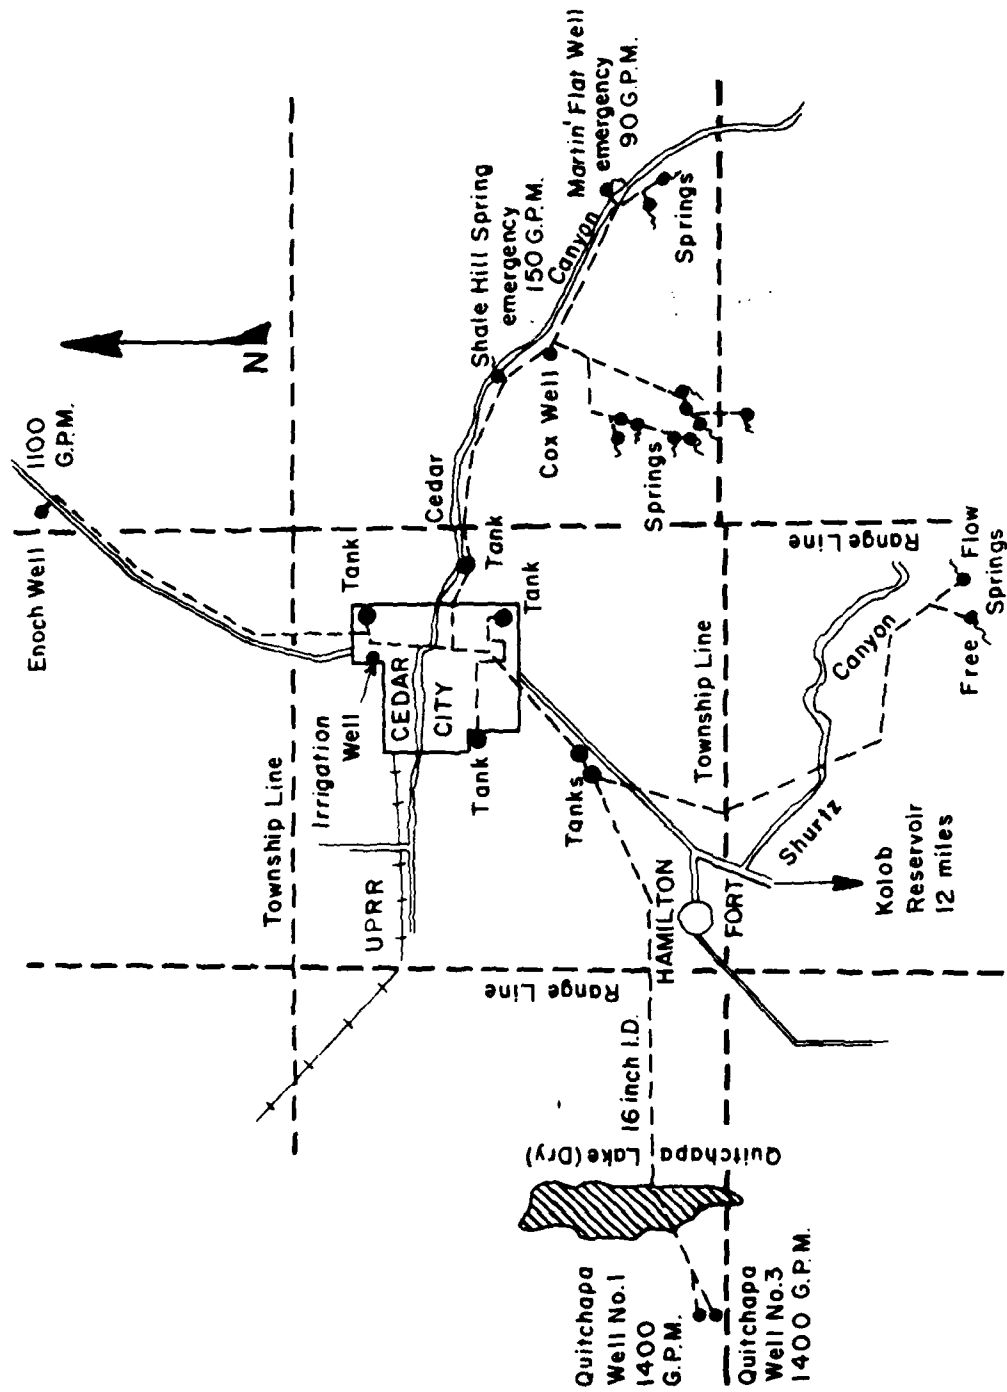 Enoch Well
1100
G.P.M.
N
Township Line
Irrigation
Well
Tank
CEDAR
CITY
UPRR
Tank
Tank
Tank
Tanks
Cedar
Canyon
Shale Hill Spring
emergency
150 G.P.M.
Martin' Flat Well
emergency
90 G.P.M.
Cox Well
Springs
Springs
Range Line
Range Line
Township Line
HAMILTON
FORT
Shurtz
Canyon
Free Flow
Springs
Kolob
Reservoir
12 miles
16 inch I.D.
Quitchapa
Lake (Dry)
Quitchapa
Well No.1
1400
G.P.M.
Quitchapa
Well No.3
1400 G.P.M.